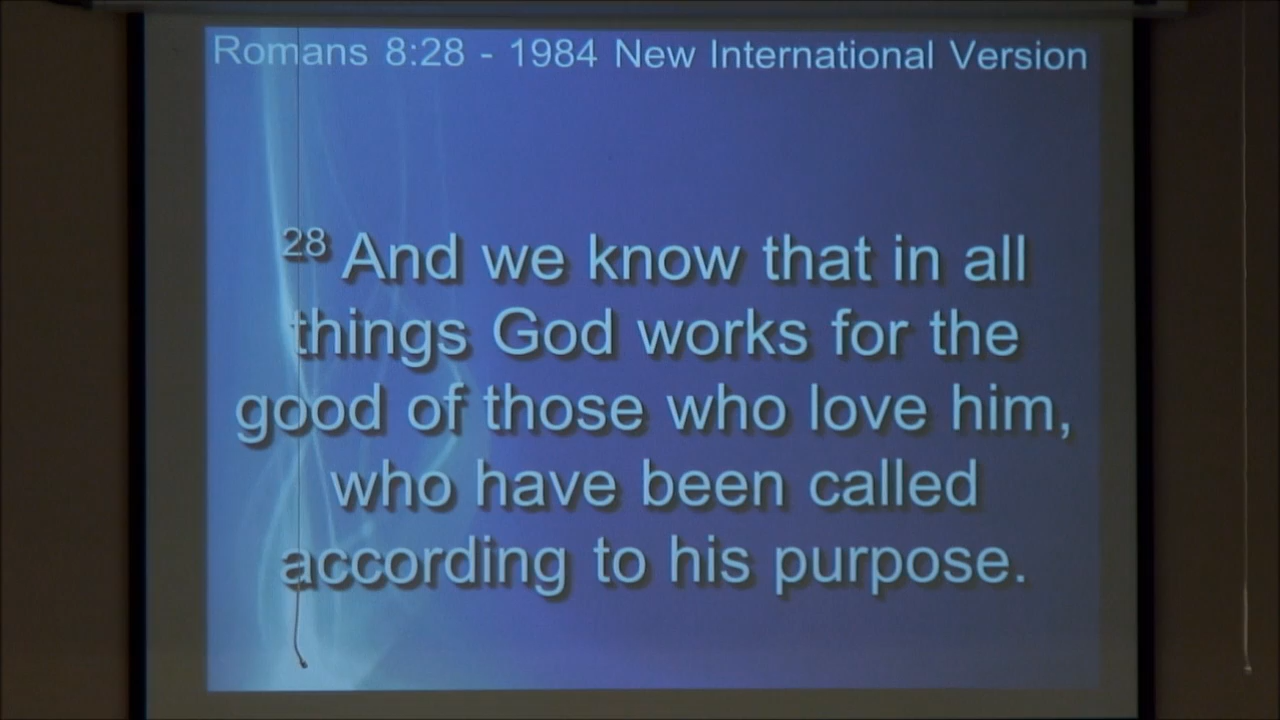 Romans 8:28 - 1984 New International Version
28 And we know that in all
things God works for the
good of those who love him,
who have been called
according to his purpose.